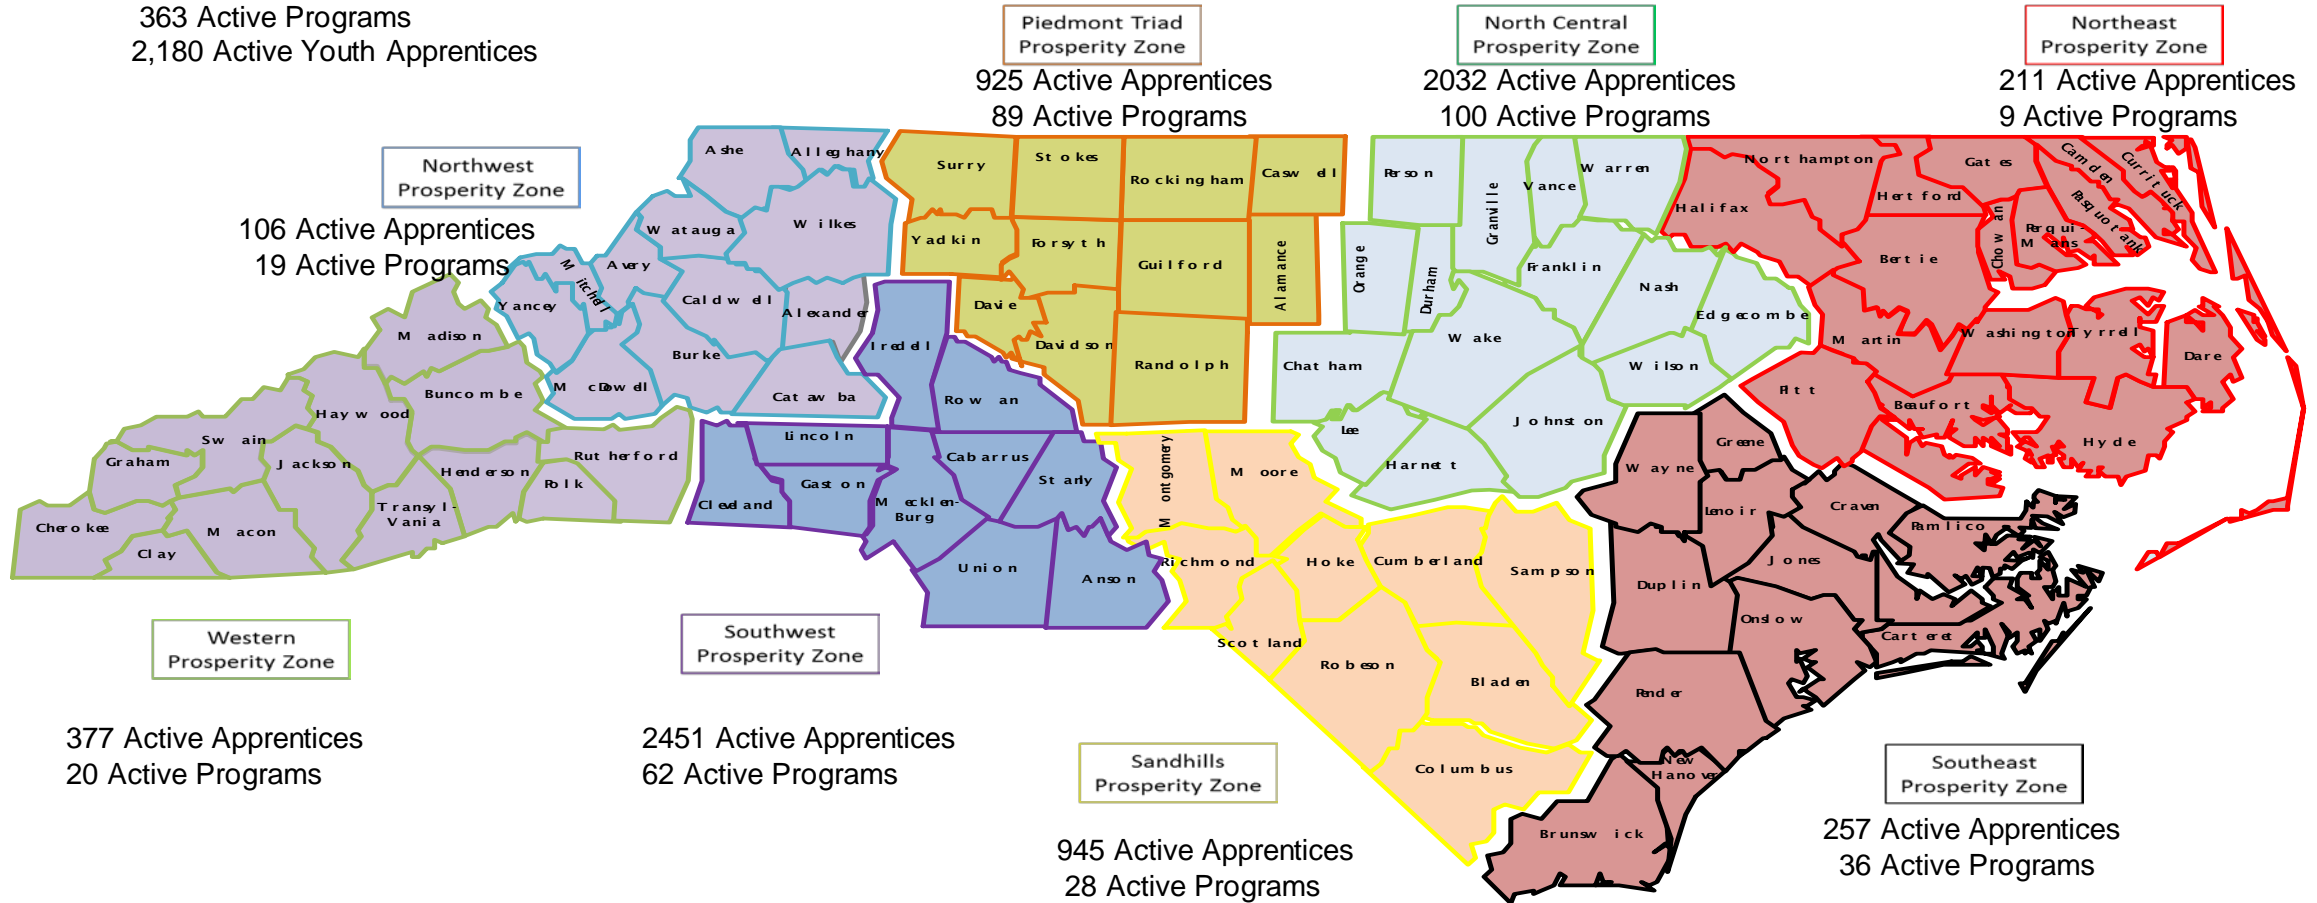 363 Active Programs
2,180 Active Youth Apprentices
Piedmont Triad
Prosperity Zone
925 Active Apprentices
89 Active Programs
North Central
Prosperity Zone
2032 Active Apprentices
100 Active Programs
Northeast
Prosperity Zone
211 Active Apprentices
9 Active Programs
Northwest
Prosperity Zone
106 Active Apprentices
19 Active Programs
Ashe
Alleghany
Wilkes
Watauga
Avery
Mitchell
Yancey
Caldwell
Alexander
Burke
McDowell
Catawba
Surry
Stokes
Rockingham
Caswell
Yadkin
Forsyth
Guilford
Alamance
Davie
Davidson
Randolph
Person
Granville
Vance
Warren
Orange
Durham
Franklin
Nash
Edgecombe
Wake
Wilson
Chatham
Lee
Harnett
Johnston
Northampton
Halifax
Hertford
Gates
Camden
Currituck
Pasquotank
Perqui-
Mans
Chowan
Bertie
Martin
Washington
Tyrrell
Dare
Pitt
Beaufort
Hyde
Madison
Buncombe
Haywood
Swain
Graham
Jackson
Henderson
Rutherford
Polk
Transyl-
Vania
Cherokee
Clay
Macon
Iredell
Rowan
Lincoln
Cabarrus
Stanly
Gaston
Cleveland
Mecklen-
Burg
Union
Anson
Montgomery
Moore
Richmond
Hoke
Cumberland
Sampson
Scotland
Robeson
Bladen
Columbus
Wayne
Greene
Lenoir
Craven
Pamlico
Jones
Duplin
Onslow
Carteret
Pender
New
Hanover
Brunswick
Western
Prosperity Zone
377 Active Apprentices
20 Active Programs
Southwest
Prosperity Zone
2451 Active Apprentices
62 Active Programs
Sandhills
Prosperity Zone
945 Active Apprentices
28 Active Programs
Southeast
Prosperity Zone
257 Active Apprentices
36 Active Programs